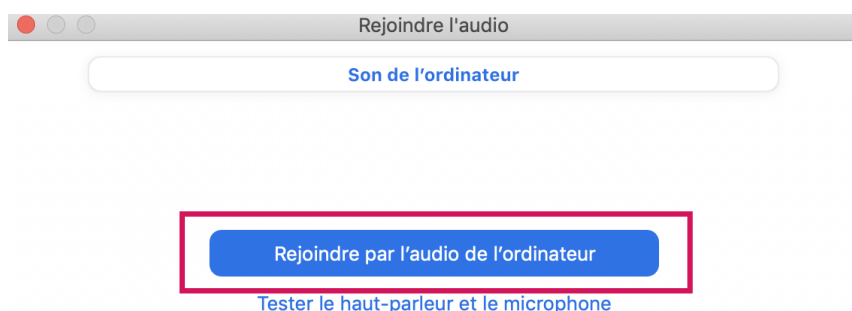 Rejoindre l'audio
Son de l’ordinateur
Rejoindre par l’audio de l’ordinateur
Tester le haut-parleur et le microphone